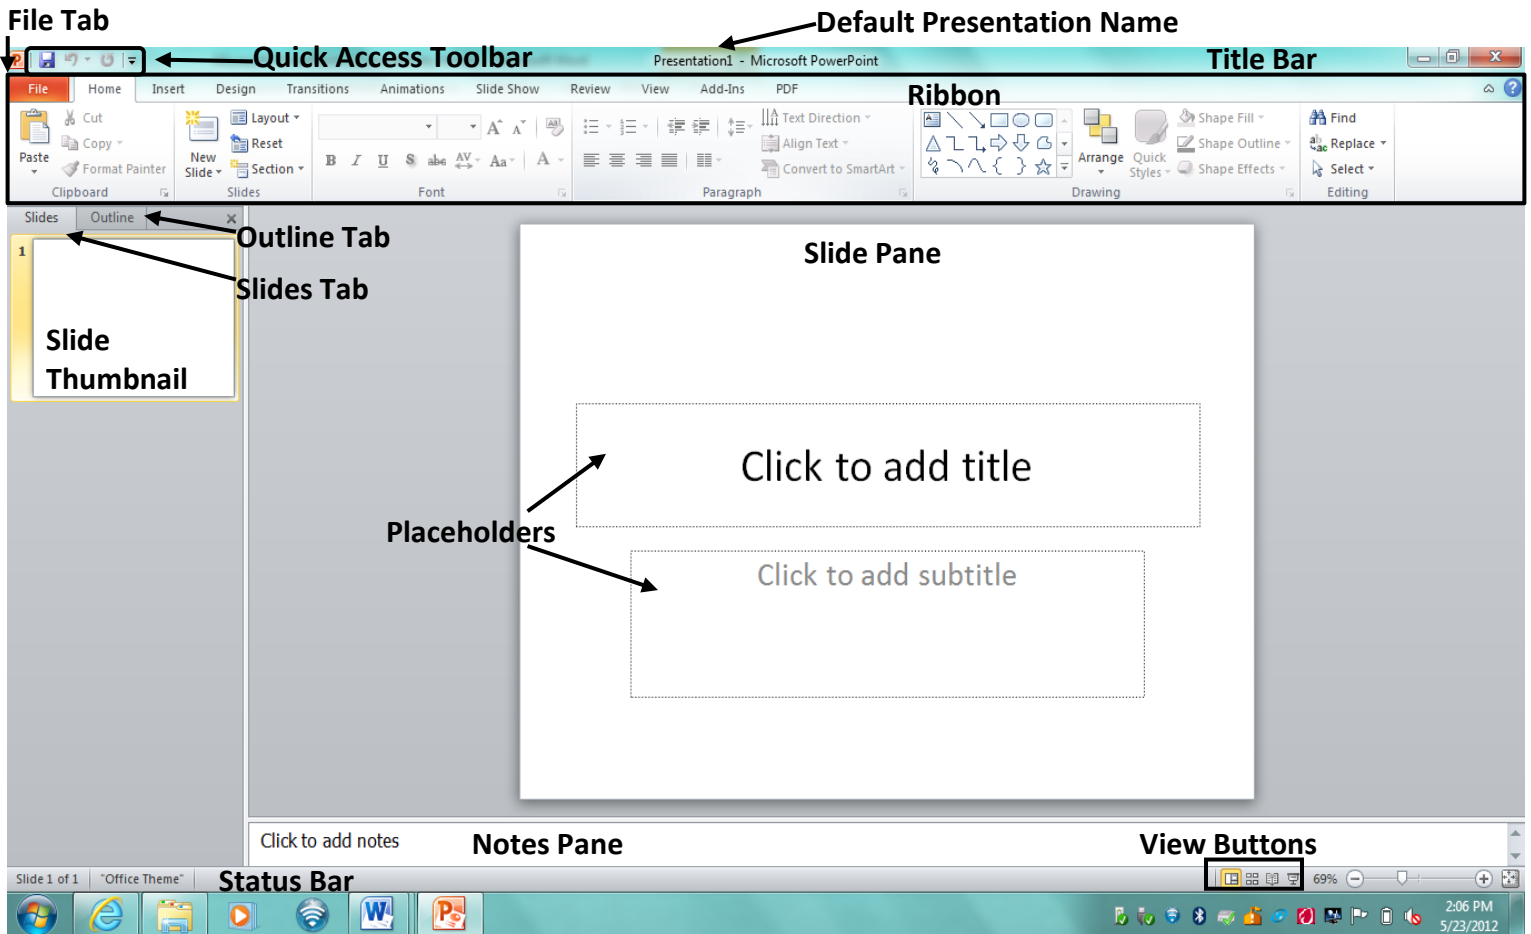 File Tab
Default Presentation Name
Quick Access Toolbar
Presentation1 - Microsoft PowerPoint
Title Bar
File Home Insert Design Transitions Animations Slide Show Review View Add-Ins PDF
Ribbon
Cut
Copy
Format Painter
Paste
Clipboard
New
Slide
Layout
Reset
Section
Slides
B I U S abc AV Aa A
Font
Text Direction
Align Text
Convert to SmartArt
Paragraph
Arrange
Quick
Styles
Shape Fill
Shape Outline
Shape Effects
Drawing
Find
Replace
Select
Editing
Slides Outline
Outline Tab
Slides Tab
1
Slide
Thumbnail
Slide Pane
Click to add title
Placeholders
Click to add subtitle
Click to add notes
Notes Pane
View Buttons
Slide 1 of 1 "Office Theme"
Status Bar
69%
2:06 PM
5/23/2012